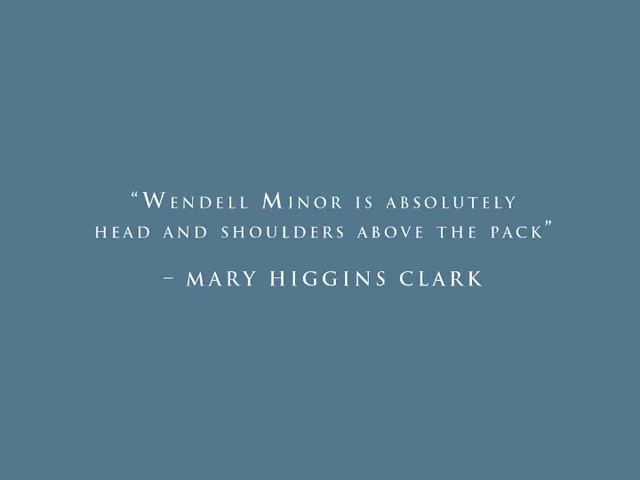 “Wendell Minor is absolutely
head and shoulders above the pack”
– MARY HIGGINS CLARK